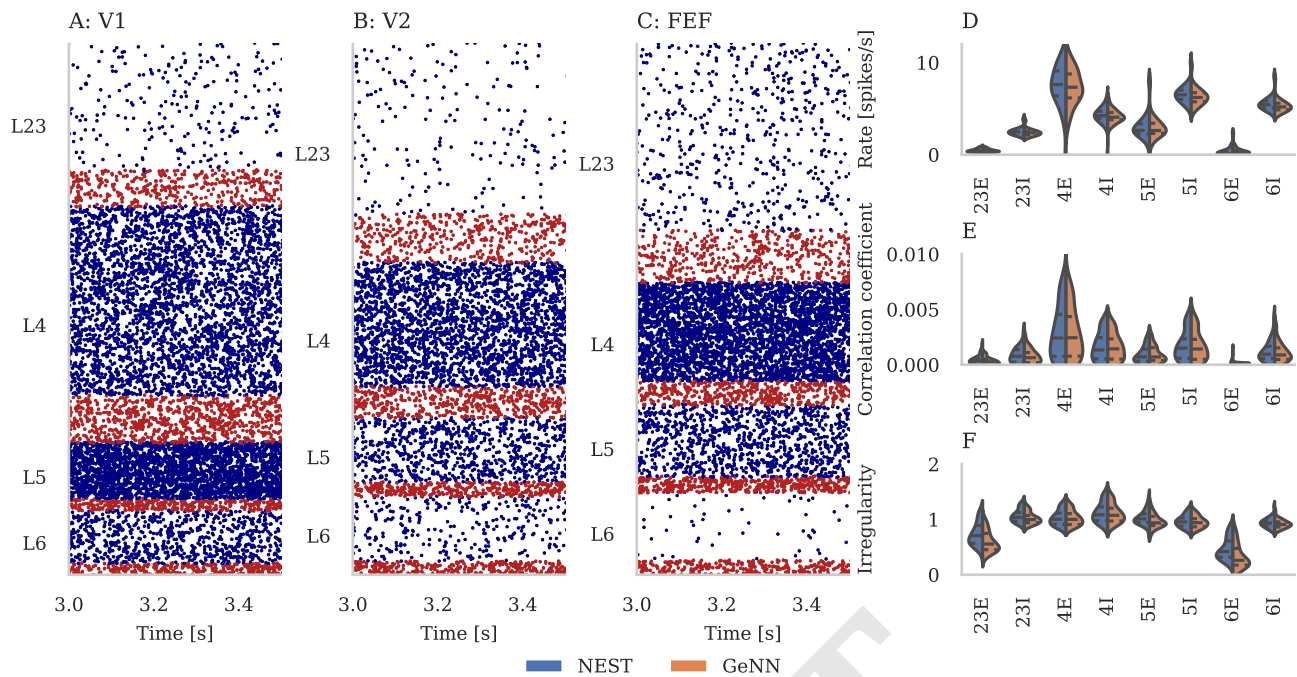 A: V1
B: V2
C: FEF
D
L23
L4
L5
L6
3.0
3.2
3.4
Time [s]
L23
L4
L5
L6
3.0
3.2
3.4
Time [s]
L23
L4
L5
L6
3.0
3.2
3.4
Time [s]
Rate [spikes/s]
10
0
23E
23I
4E
4I
5E
5I
6E
6I
E
Correlation coefficient
0.010
0.005
0.000
23E
23I
4E
4I
5E
5I
6E
6I
F
Irregularity
2
1
0
23E
23I
4E
4I
5E
5I
6E
6I
NEST
GeNN